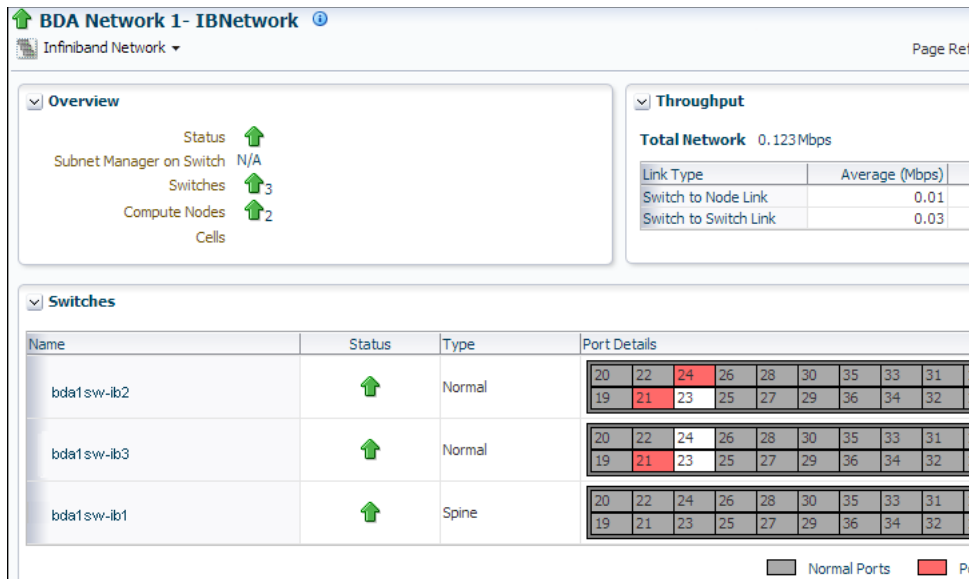 BDA Network 1- IBNetwork
Infiniband Network
Page Ref
Overview
Status
Subnet Manager on Switch N/A
Switches 3
Compute Nodes 2
Cells
Throughput
Total Network 0.123Mbps
Link Type Average (Mbps)
Switch to Node Link 0.01
Switch to Switch Link 0.03
Switches
Name Status Type Port Details
bda1sw-ib2 Normal
20 22 24 26 28 30 35 33 31
19 21 23 25 27 29 36 34 32
bda1sw-ib3 Normal
20 22 24 26 28 30 35 33 31
19 21 23 25 27 29 36 34 32
bda1sw-ib1 Spine
20 22 24 26 28 30 35 33 31
19 21 23 25 27 29 36 34 32
Normal Ports P